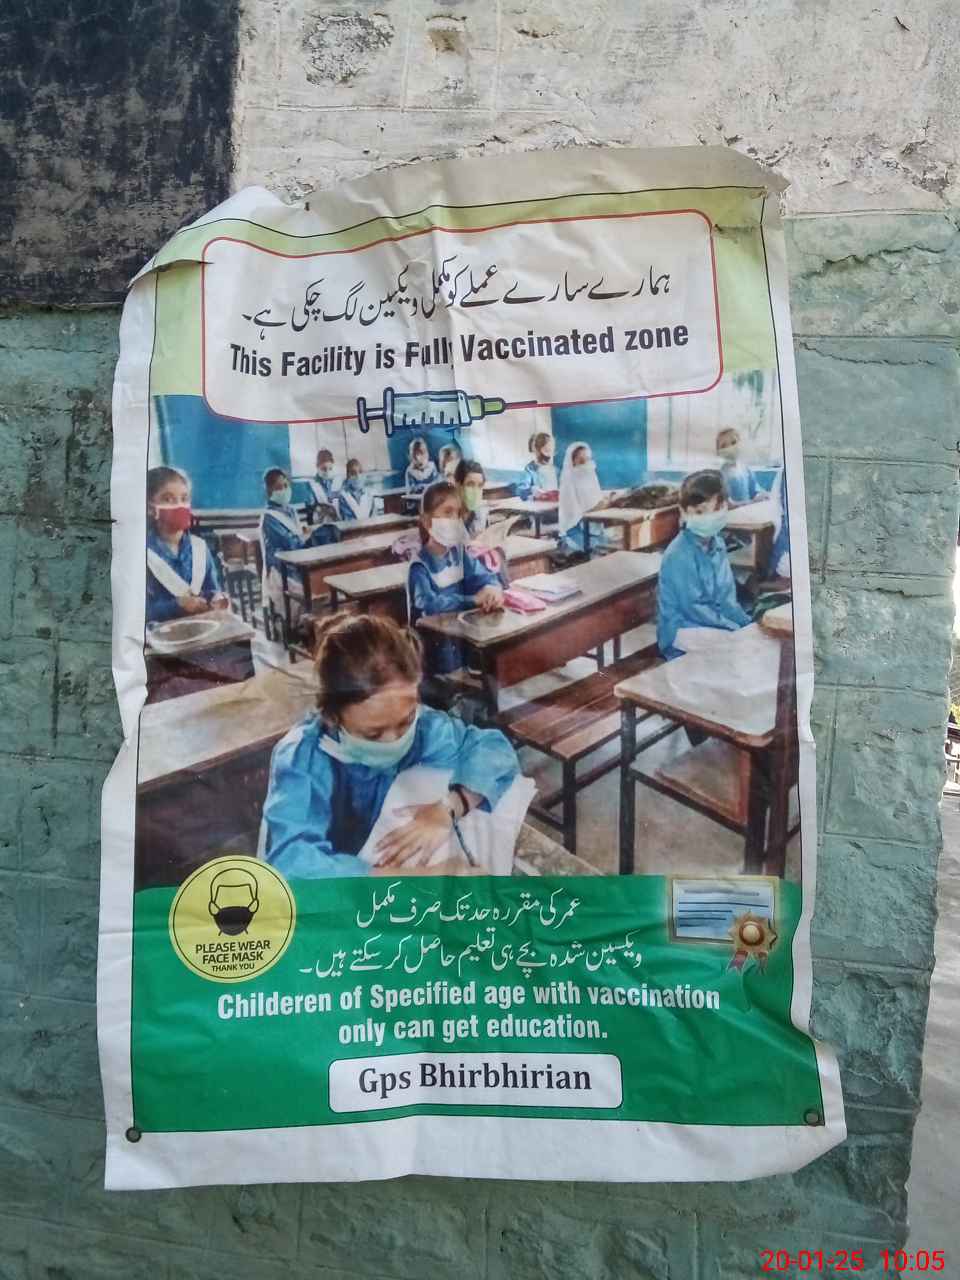 ہمارے سارے عملے کو مکمل ویکسین لگ چکی ہے۔
This Facility is Fully Vaccinated zone
PLEASE WEAR
FACE MASK
THANK YOU
عمر کی مقررہ حد تک صرف مکمل
ویکسین شدہ بچے ہی تعلیم حاصل کر سکتے ہیں۔
Childeren of Specified age with vaccination
only can get education.
Gps Bhirbhirian
20-01-25 10:05